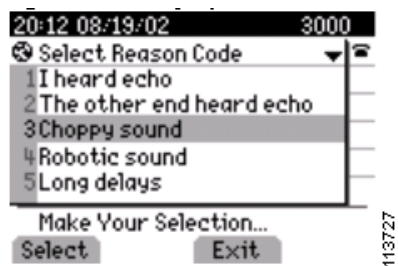 20:12 08/19/02 3000
Select Reason Code
1 I heard echo
2 The other end heard echo
3 Choppy sound
4 Robotic sound
5 Long delays
Make Your Selection...
Select Exit
113727